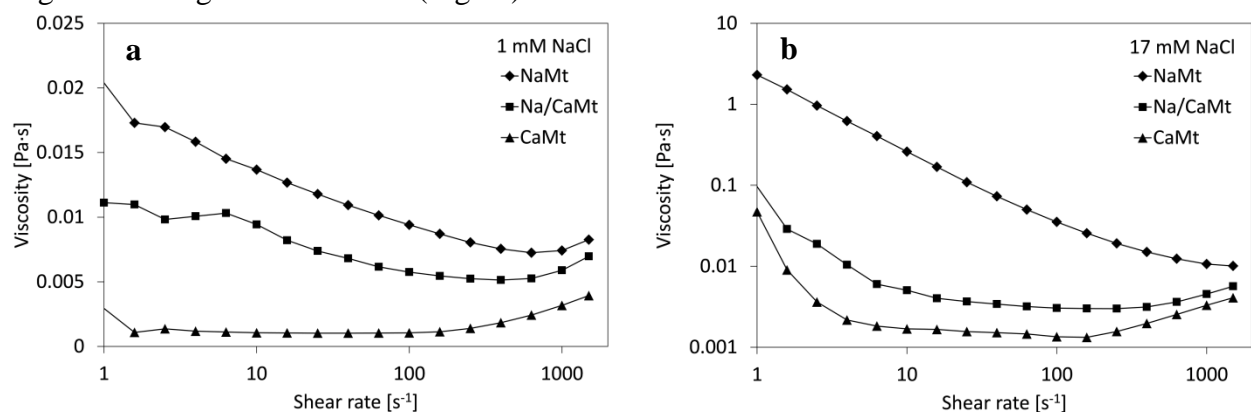 a
1 mM NaCl
NaMt
Na/CaMt
CaMt
0.025
0.02
0.015
0.01
0.005
0
Viscosity [Pa·s]
1
10
100
1000
Shear rate [s⁻¹]
b
17 mM NaCl
NaMt
Na/CaMt
CaMt
10
1
0.1
0.01
0.001
Viscosity [Pa·s]
1
10
100
1000
Shear rate [s⁻¹]